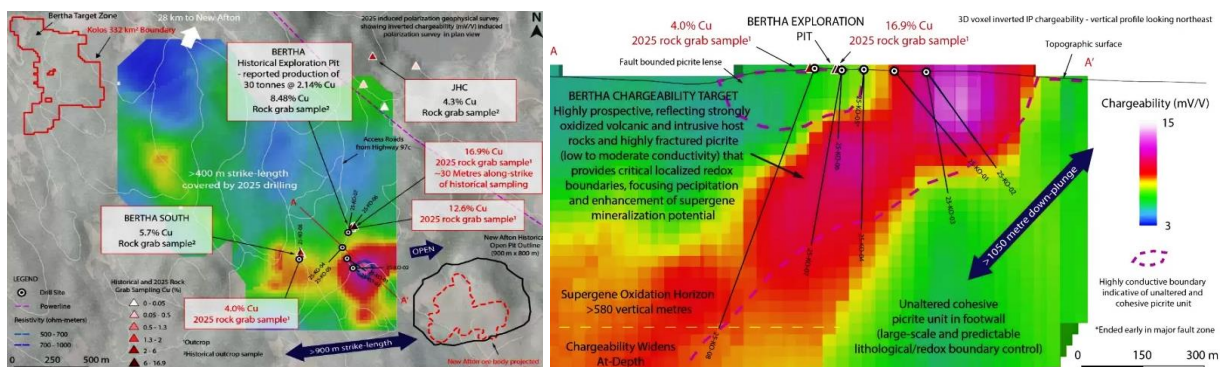 Bertha Target Zone
Kolos 332 km² Boundary
28 km to New Afton
2025 induced polarization geophysical survey
showing inverted chargeability (mV/V) induced
polarization survey in plan view
N
BERTHA
Historical Exploration Pit
- reported production of
30 tonnes @ 2.14% Cu
8.48% Cu
Rock grab sample²
JHC
4.3% Cu
Rock grab sample²
Access Roads
from Highway 97c
>400 m strike-length
covered by 2025 drilling
16.9% Cu
2025 rock grab sample¹
~30 Metres along-strike
of historical sampling
12.6% Cu
2025 rock grab sample¹
BERTHA SOUTH
5.7% Cu
Rock grab sample²
A
OPEN
New Afton Historical
Open Pit Outline
(900 m x 800 m)
A'
4.0% Cu
2025 rock grab sample¹
>900 m strike-length
New Afton ore body projected
LEGEND
Drill Site
Powerline
Resistivity (ohm-meters)
500 - 700
700 - 1000
Historical and 2025 Rock
Grab Sampling Cu (%)
0 - 0.05
0.05 - 0.5
0.5 - 1.3
1.3 - 2
2 - 6
6 - 16.9
¹Outcrop
²Historical outcrop sample
0
250
500 m
4.0% Cu
2025 rock grab sample¹
BERTHA EXPLORATION
PIT
16.9% Cu
2025 rock grab sample¹
3D voxel inverted IP chargeability - vertical profile looking northeast
A
Fault bounded picrite lense
Topographic surface
A'
BERTHA CHARGEABILITY TARGET
Highly prospective, reflecting strongly
oxidized volcanic and intrusive host
rocks and highly fractured picrite
(low to moderate conductivity) that
provides critical localized redox
boundaries, focusing pecipitation
and enhancement of supergene
mineralization potential
25-KO-01
25-KO-02
25-KO-03
>1050 metre down-plunge
Supergene Oxidation Horizon
>580 vertical metres
Chargeability Widens
At-Depth
Unaltered cohesive
picrite unit in footwall
(large-scale and predictable
lithological/redox boundary control)
Chargeability (mV/V)
15
3
Highly conductive boundary
indicative of unaltered and
cohesive picrite unit
*Ended early in major fault zone
0
150
300 m